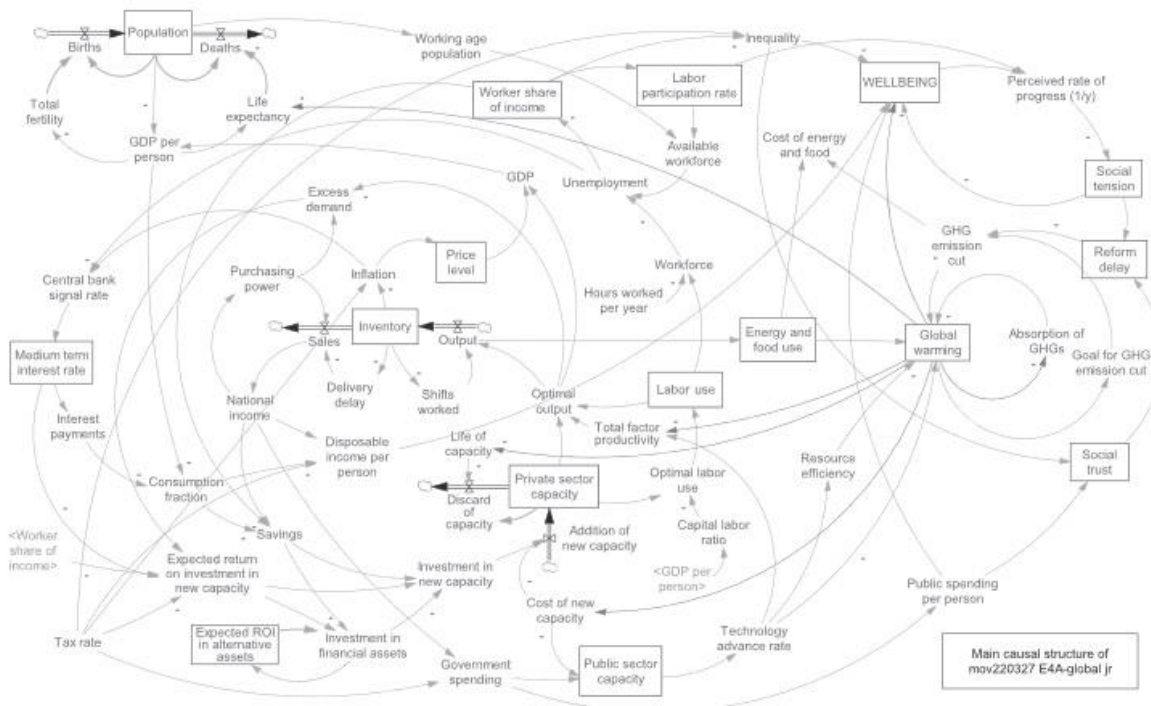 Population
Births
Deaths
Working age
population
Inequality
Total
fertility
Life
expectancy
GDP per
person
Worker share
of income
Labor
participation rate
WELLBEING
Perceived rate of
progress (1/y)
Cost of energy
and food
Available
workforce
GDP
Unemployment
Social
tension
Excess
demand
Price
level
GHG
emission
cut
Reform
delay
Central bank
signal rate
Purchasing
power
Inflation
Workforce
Hours worked
per year
Inventory
Sales
Output
Energy and
food use
Global
warming
Absorption of
GHGs
Goal for GHG
emission cut
Medium term
interest rate
Delivery
delay
Shifts
worked
Optimal
output
Labor use
National
income
Interest
payments
Disposable
income per
person
Life of
capacity
Total factor
productivity
Resource
efficiency
Social
trust
Consumption
fraction
Private sector
capacity
Optimal labor
use
Discard
of
capacity
Capital labor
ratio
<Worker
share of
income>
Savings
Addition of
new capacity
Expected return
on investment in
new capacity
Investment in
new capacity
<GDP per
person>
Public spending
per person
Cost of new
capacity
Tax rate
Expected ROI
in alternative
assets
Investment in
financial assets
Technology
advance rate
Government
spending
Public sector
capacity
Main causal structure of
mov220327 E4A-global jr